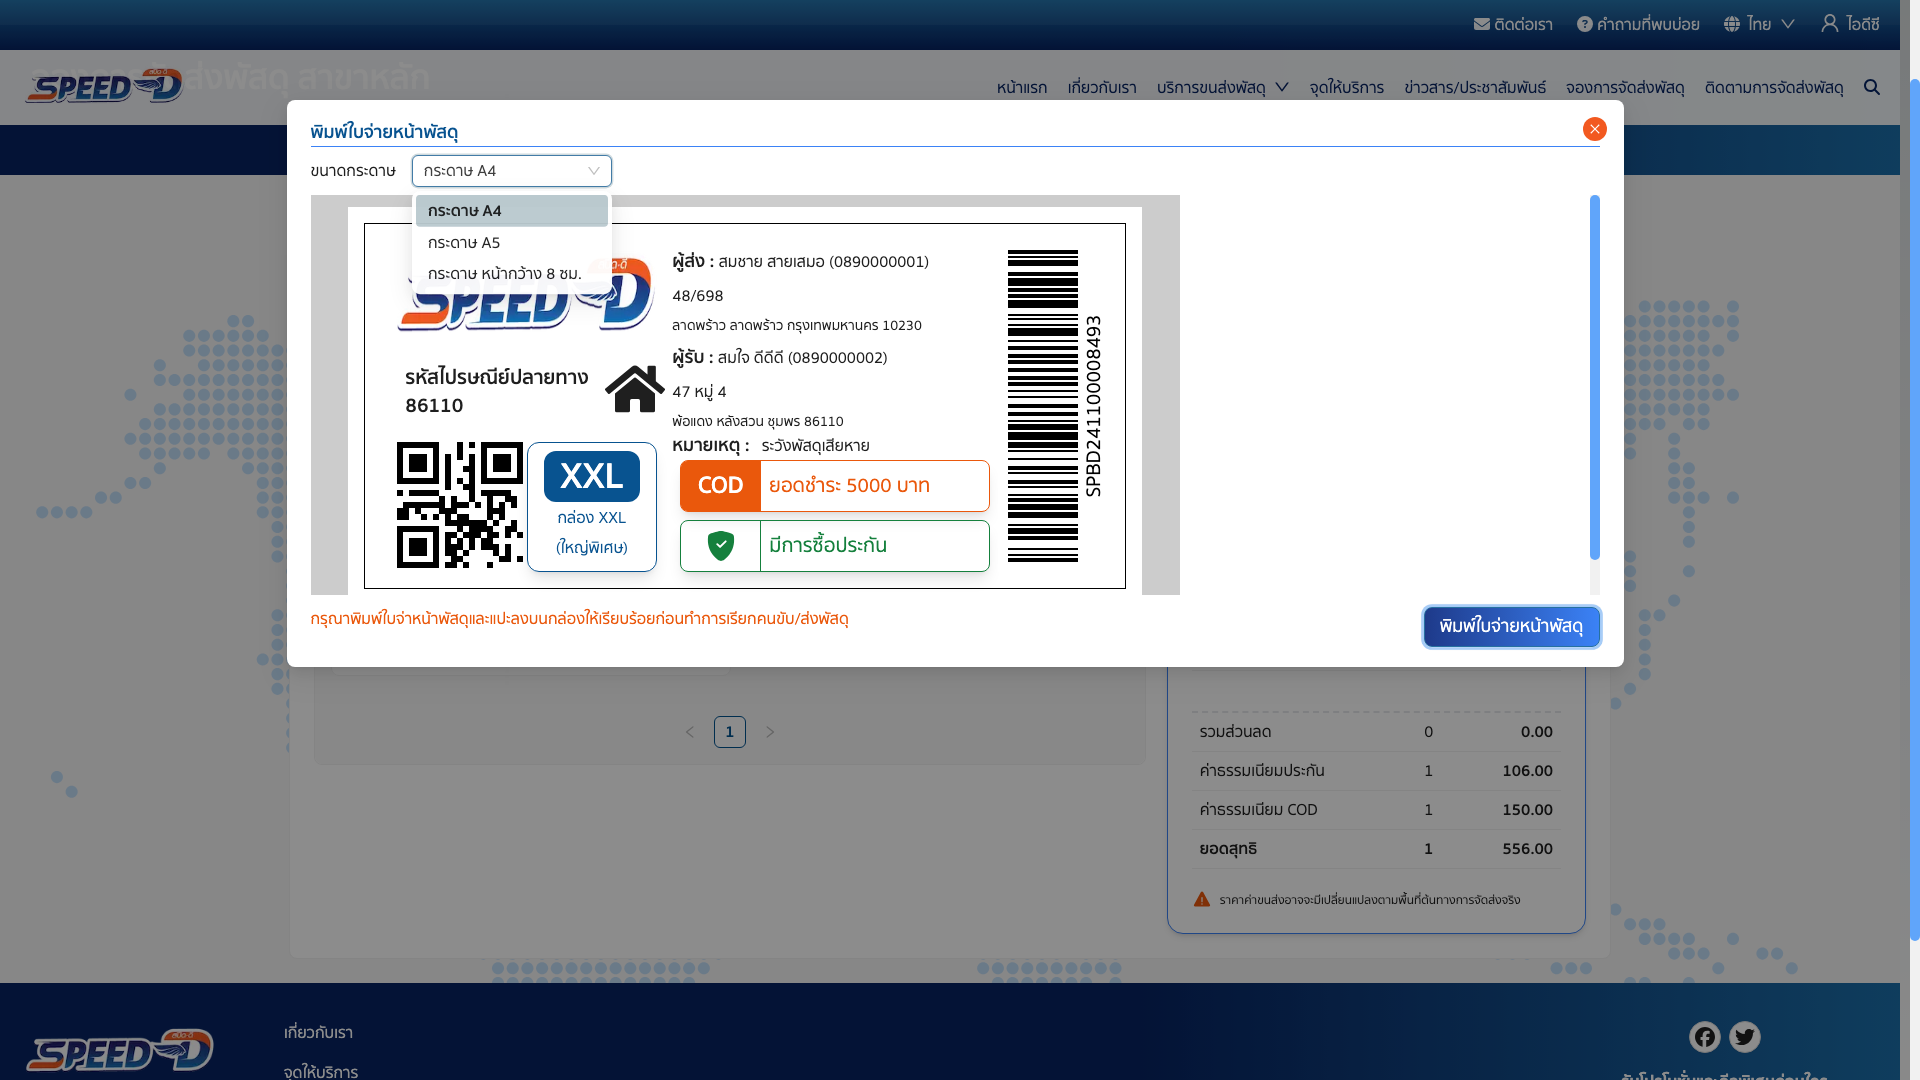 ติดต่อเรา
คำถามที่พบบ่อย
ไทย
ไอดีซี
SPEED-D
ส่งพัสดุ สาขาหลัก
หน้าแรก
เกี่ยวกับเรา
บริการขนส่งพัสดุ
จุดให้บริการ
ข่าวสาร/ประชาสัมพันธ์
จองการจัดส่งพัสดุ
ติดตามการจัดส่งพัสดุ
พิมพ์ใบจ่ายหน้าพัสดุ
ขนาดกระดาษ
กระดาษ A4
กระดาษ A4
กระดาษ A5
กระดาษ หน้ากว้าง 8 ซม.
SPEED-D
รหัสไปรษณีย์ปลายทาง
86110
XXL
กล่อง XXL
(ใหญ่พิเศษ)
ผู้ส่ง : สมชาย สายเสมอ (0890000001)
48/698
ลาดพร้าว ลาดพร้าว กรุงเทพมหานคร 10230
ผู้รับ : สมใจ ดีดีดี (0890000002)
47 หมู่ 4
พ้อแดง หลังสวน ชุมพร 86110
หมายเหตุ : ระวังพัสดุเสียหาย
COD ยอดชำระ 5000 บาท
มีการซื้อประกัน
SPBD241100008493
กรุณาพิมพ์ใบจ่าหน้าพัสดุและแปะลงบนกล่องให้เรียบร้อยก่อนทำการเรียกคนขับ/ส่งพัสดุ
พิมพ์ใบจ่ายหน้าพัสดุ
1
รวมส่วนลด 0 0.00
ค่าธรรมเนียมประกัน 1 106.00
ค่าธรรมเนียม COD 1 150.00
ยอดสุทธิ 1 556.00
ราคาค่าขนส่งอาจจะมีเปลี่ยนแปลงตามพื้นที่ต้นทางการจัดส่งจริง
SPEED-D
เกี่ยวกับเรา
จุดให้บริการ